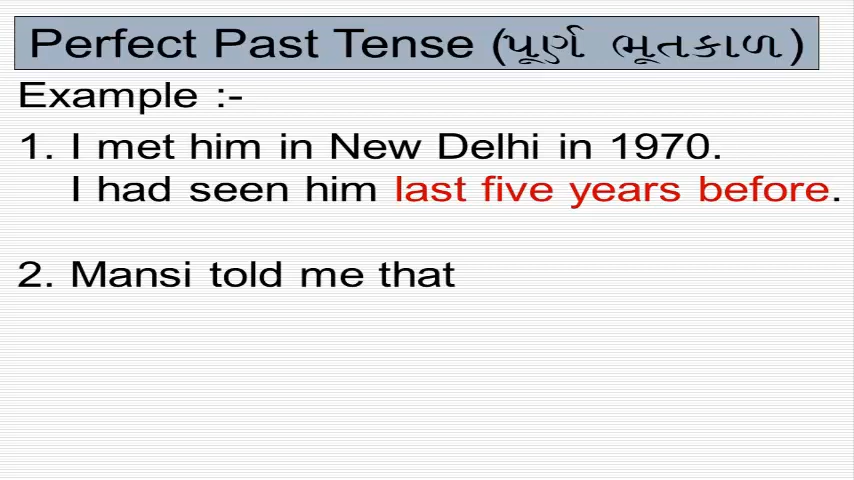 Perfect Past Tense (પૂર્ણ ભૂતકાળ)
Example :-
1. I met him in New Delhi in 1970.
I had seen him last five years before.
2. Mansi told me that